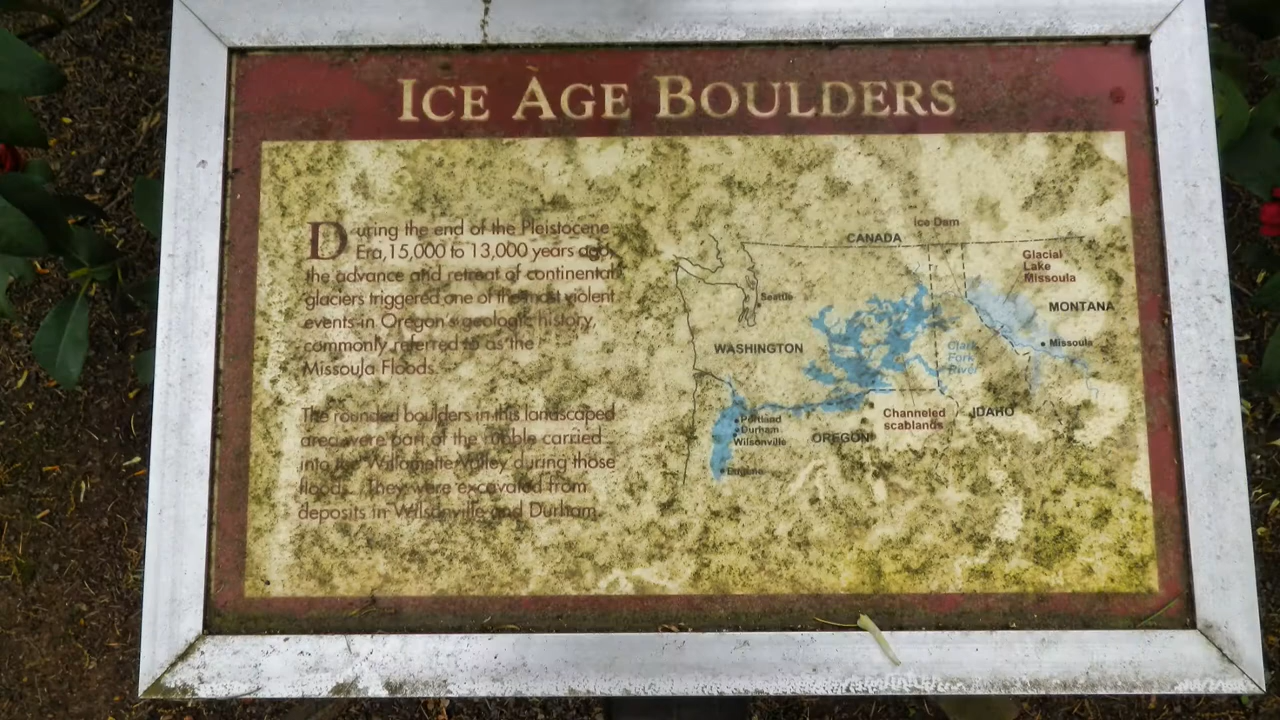 ICE AGE BOULDERS
During the end of the Pleistocene
Era, 15,000 to 13,000 years ago,
the advance and retreat of continental
glaciers triggered one of the most violent
events in Oregon's geologic history,
commonly referred to as the
Missoula Floods.
The rounded boulders in this landscaped
area were part of the rubble carried
into the Willamette Valley during those
floods. They were excavated from
deposits in Wilsonville and Durham.
Ice Dam
CANADA
Glacial
Lake
Missoula
Seattle
MONTANA
WASHINGTON
Missoula
Clark
Fork
River
Portland
Durham
Wilsonville
Channeled
scablands
IDAHO
OREGON
Eugene